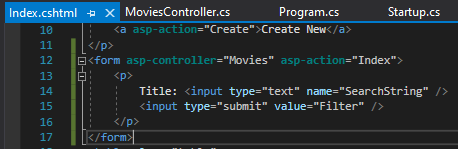 Index.cshtml MoviesController.cs Program.cs Startup.cs
10 <a asp-action="Create">Create New</a>
11 </p>
12 <form asp-controller="Movies" asp-action="Index">
13 <p>
14 Title: <input type="text" name="SearchString" />
15 <input type="submit" value="Filter" />
16 </p>
17 </form>